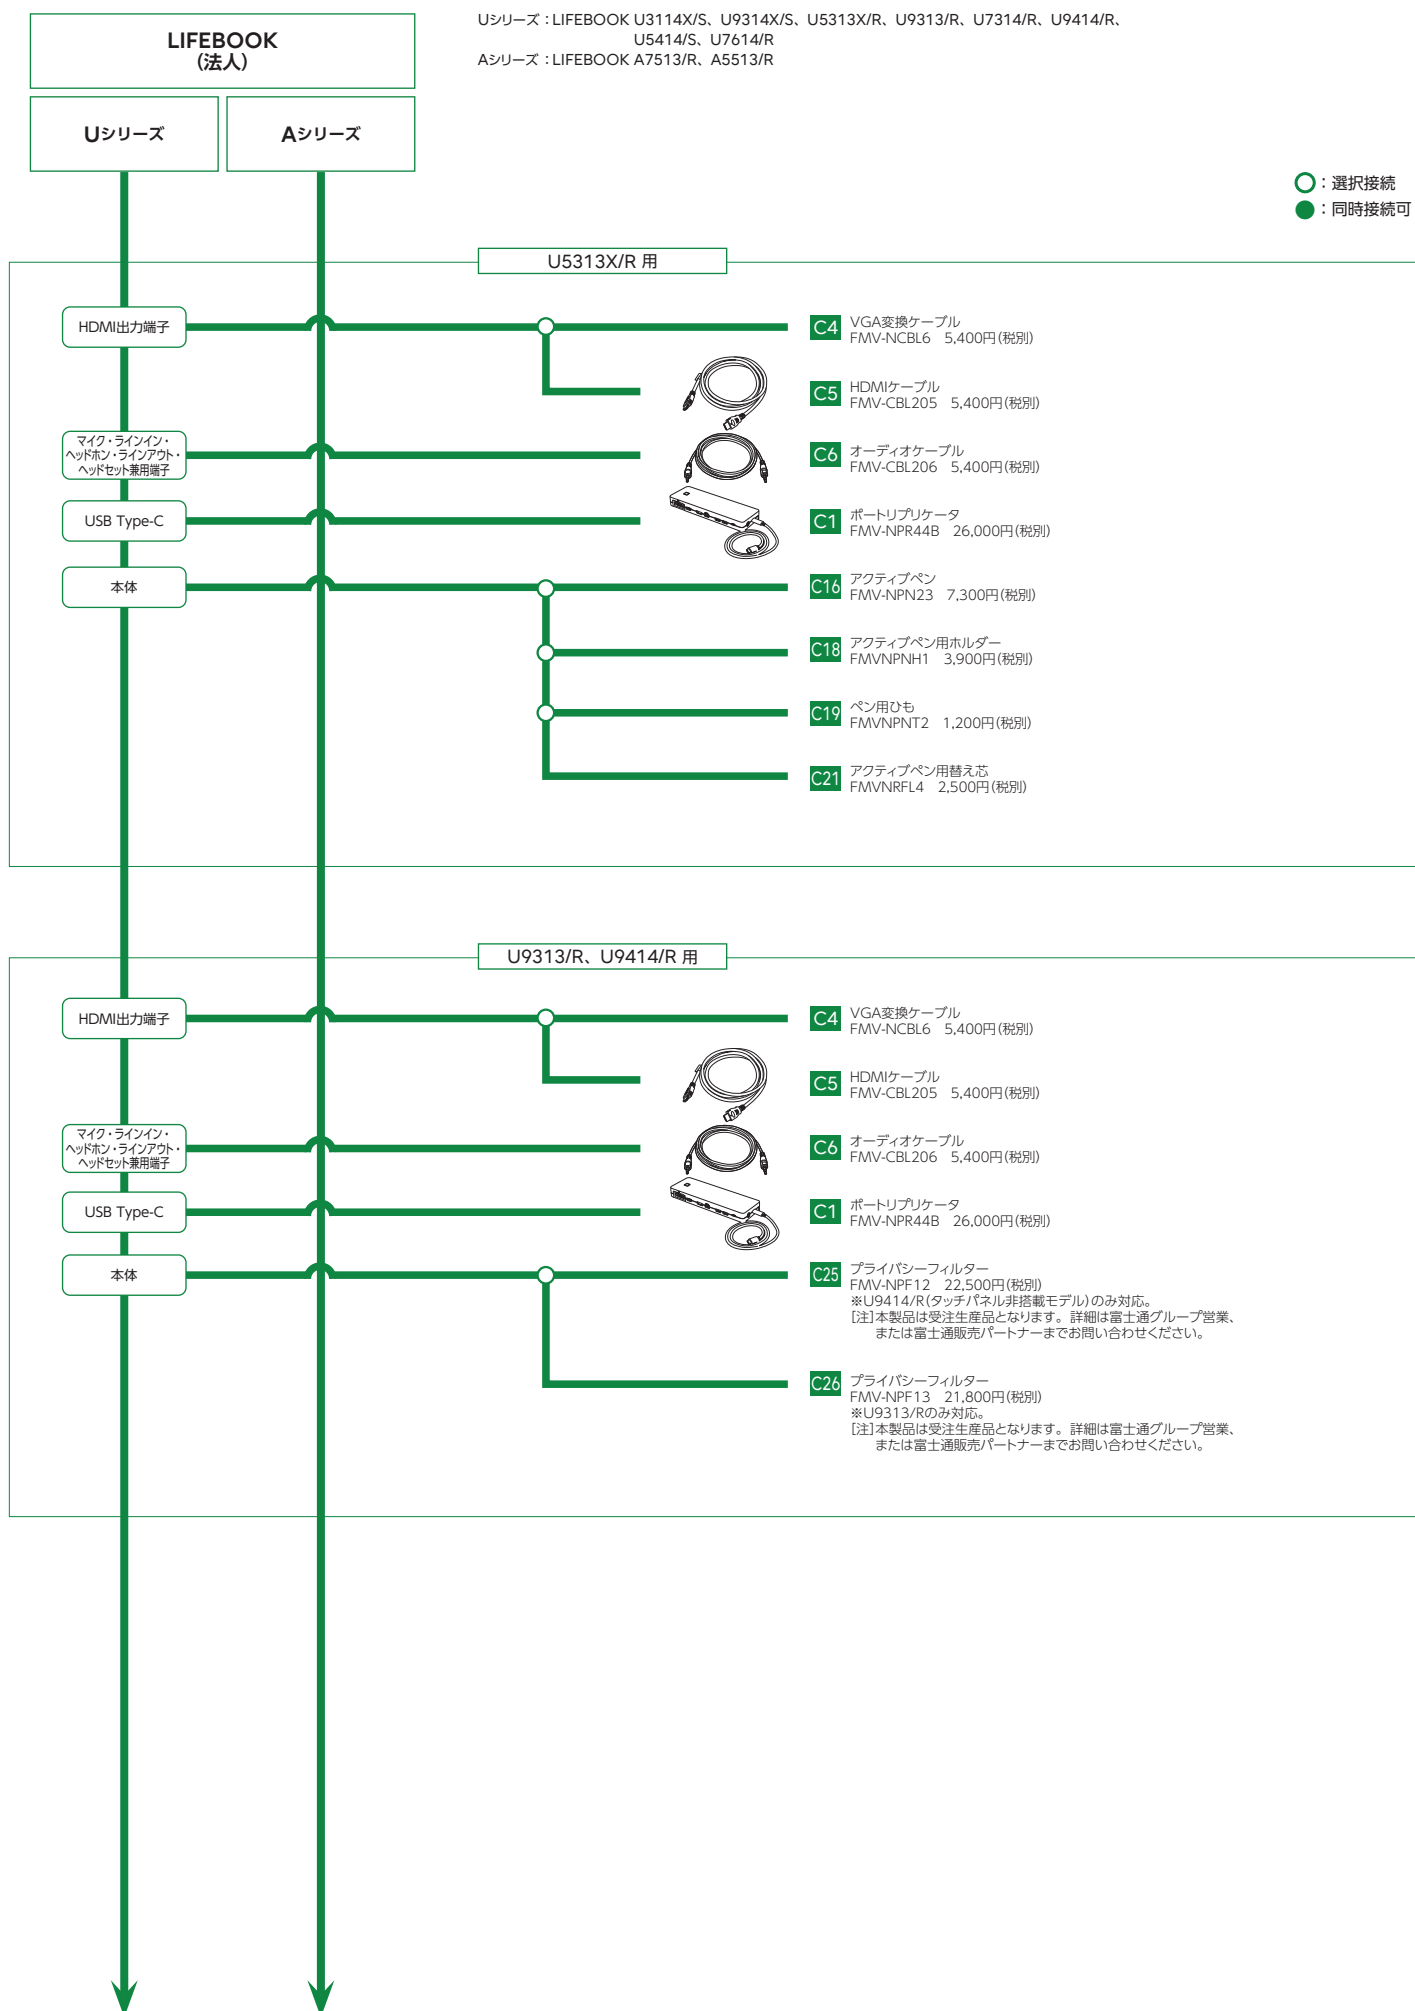 LIFEBOOK
(法人)
Uシリーズ：LIFEBOOK U3114X/S、U9314X/S、U5313X/R、U9313/R、U7314/R、U9414/R、
U5414/S、U7614/R
Aシリーズ：LIFEBOOK A7513/R、A5513/R
Uシリーズ
Aシリーズ
：選択接続
：同時接続可
U5313X/R 用
HDMI出力端子
C4 VGA変換ケーブル
FMV-NCBL6 5,400円(税別)
C5 HDMIケーブル
FMV-CBL205 5,400円(税別)
マイク・ラインイン・
ヘッドホン・ラインアウト・
ヘッドセット兼用端子
C6 オーディオケーブル
FMV-CBL206 5,400円(税別)
USB Type-C
C1 ポートリプリケータ
FMV-NPR44B 26,000円(税別)
本体
C16 アクティブペン
FMV-NPN23 7,300円(税別)
C18 アクティブペン用ホルダー
FMVNPNH1 3,900円(税別)
C19 ペン用ひも
FMVNPNT2 1,200円(税別)
C21 アクティブペン用替え芯
FMVNRFL4 2,500円(税別)
U9313/R、U9414/R 用
HDMI出力端子
C4 VGA変換ケーブル
FMV-NCBL6 5,400円(税別)
C5 HDMIケーブル
FMV-CBL205 5,400円(税別)
マイク・ラインイン・
ヘッドホン・ラインアウト・
ヘッドセット兼用端子
C6 オーディオケーブル
FMV-CBL206 5,400円(税別)
USB Type-C
C1 ポートリプリケータ
FMV-NPR44B 26,000円(税別)
本体
C25 プライバシーフィルター
FMV-NPF12 22,500円(税別)
※U9414/R(タッチパネル非搭載モデル)のみ対応。
[注]本製品は受注生産品となります。詳細は富士通グループ営業、
または富士通販売パートナーまでお問い合わせください。
C26 プライバシーフィルター
FMV-NPF13 21,800円(税別)
※U9313/Rのみ対応。
[注]本製品は受注生産品となります。詳細は富士通グループ営業、
または富士通販売パートナーまでお問い合わせください。